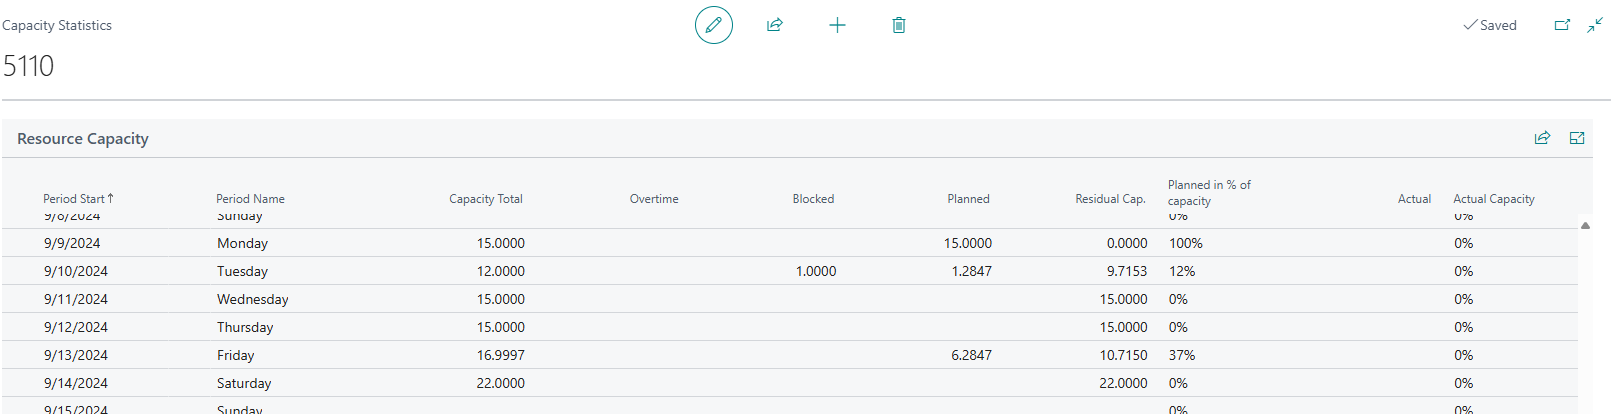 Capacity Statistics
Saved
5110
Resource Capacity
Period Start↑ Period Name Capacity Total Overtime Blocked Planned Residual Cap. Planned in % of capacity Actual Actual Capacity
9/8/2024 Sunday 0% 0%
9/9/2024 Monday 15.0000 15.0000 0.0000 100% 0%
9/10/2024 Tuesday 12.0000 1.0000 1.2847 9.7153 12% 0%
9/11/2024 Wednesday 15.0000 15.0000 0% 0%
9/12/2024 Thursday 15.0000 15.0000 0% 0%
9/13/2024 Friday 16.9997 6.2847 10.7150 37% 0%
9/14/2024 Saturday 22.0000 22.0000 0% 0%
9/15/2024 Sunday 0% 0%